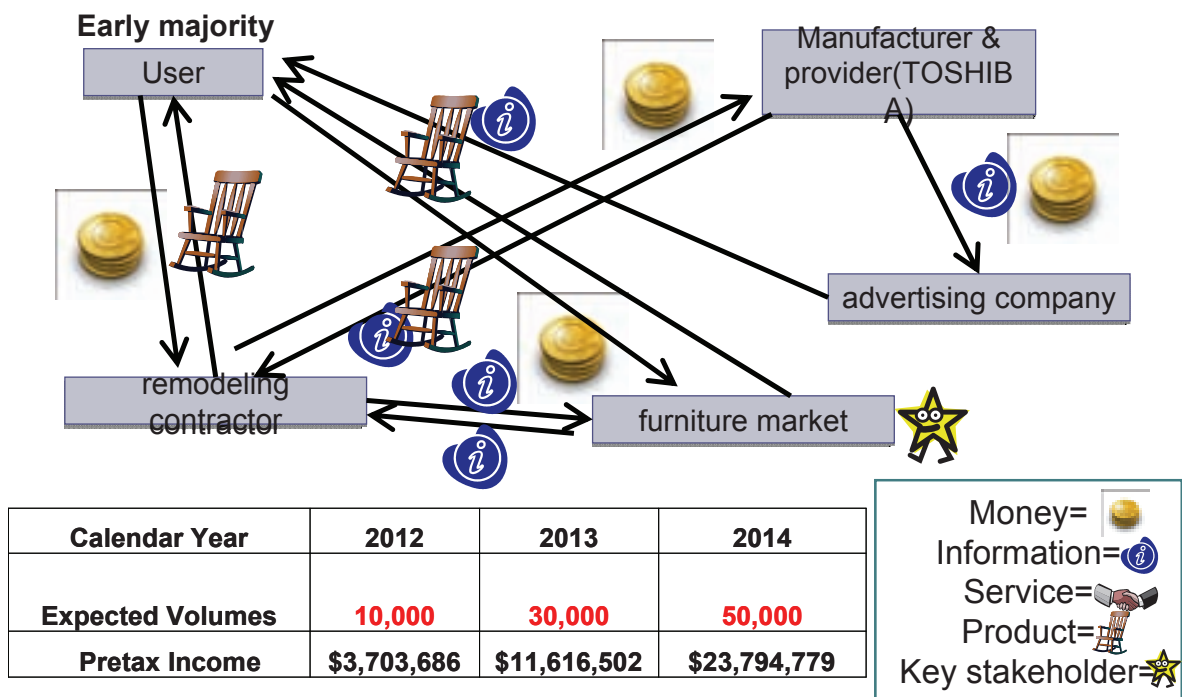 Early majority
User
Manufacturer &
provider(TOSHIB
A)
advertising company
remodeling
contractor
furniture market
Calendar Year 2012 2013 2014
Expected Volumes 10,000 30,000 50,000
Pretax Income $3,703,686 $11,616,502 $23,794,779
Money=
Information=
Service=
Product=
Key stakeholder=